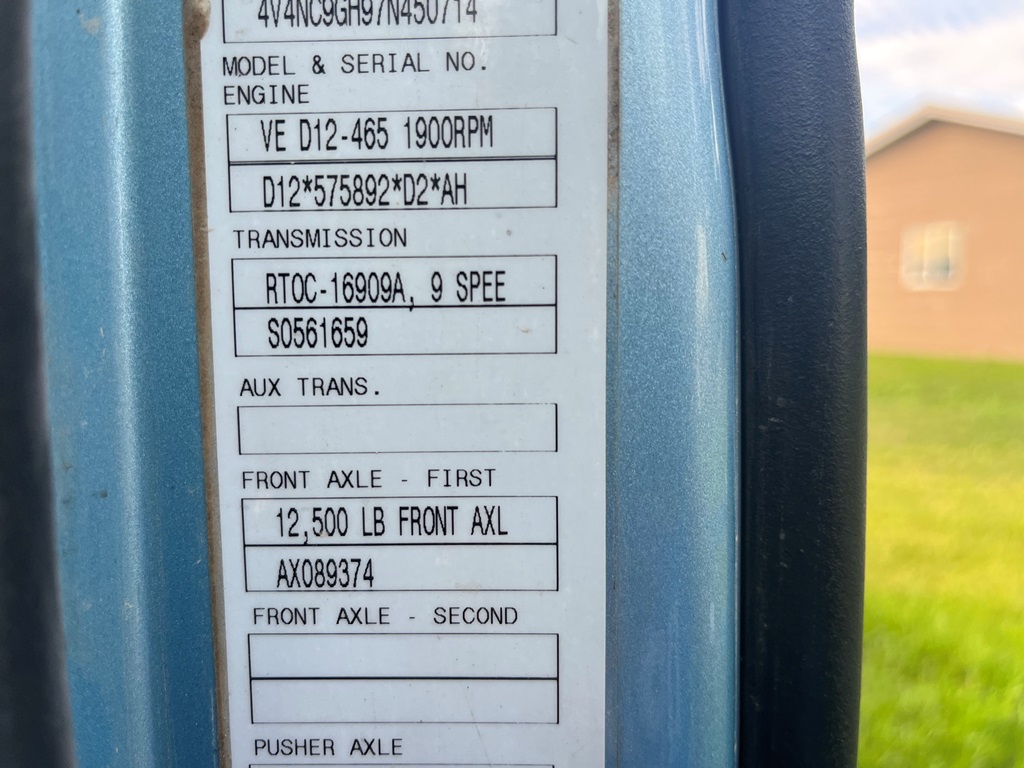 4V4NC9GH97N450714
MODEL & SERIAL NO.
ENGINE
VE D12-465 1900RPM
D12*575892*D2*AH
TRANSMISSION
RTOC-16909A, 9 SPEE
S0561659
AUX TRANS.
FRONT AXLE - FIRST
12,500 LB FRONT AXL
AX089374
FRONT AXLE - SECOND
PUSHER AXLE